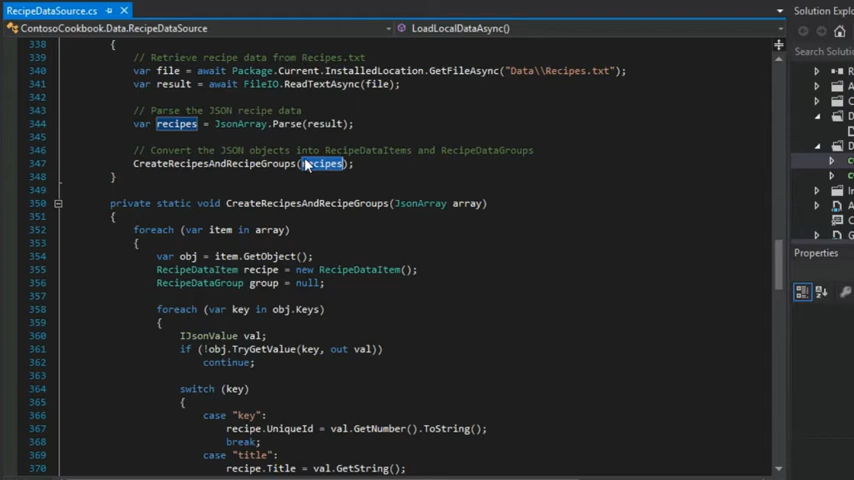 RecipeDataSource.cs
Solution Explo
ContosoCookbook.Data.RecipeDataSource
LoadLocalDataAsync()
Search Solutio
338 {
339 // Retrieve recipe data from Recipes.txt
340 var file = await Package.Current.InstalledLocation.GetFileAsync("Data\\Recipes.txt");
341 var result = await FileIO.ReadTextAsync(file);
342
343 // Parse the JSON recipe data
344 var recipes = JsonArray.Parse(result);
345
346 // Convert the JSON objects into RecipeDataItems and RecipeDataGroups
347 CreateRecipesAndRecipeGroups(recipes);
348 }
349
350 private static void CreateRecipesAndRecipeGroups(JsonArray array)
351 {
352 foreach (var item in array)
353 {
354 var obj = item.GetObject();
355 RecipeDataItem recipe = new RecipeDataItem();
356 RecipeDataGroup group = null;
357
358 foreach (var key in obj.Keys)
359 {
360 IJsonValue val;
361 if (!obj.TryGetValue(key, out val))
362 continue;
363
364 switch (key)
365 {
366 case "key":
367 recipe.UniqueId = val.GetNumber().ToString();
368 break;
369 case "title":
370 recipe.Title = val.GetString();
Properties